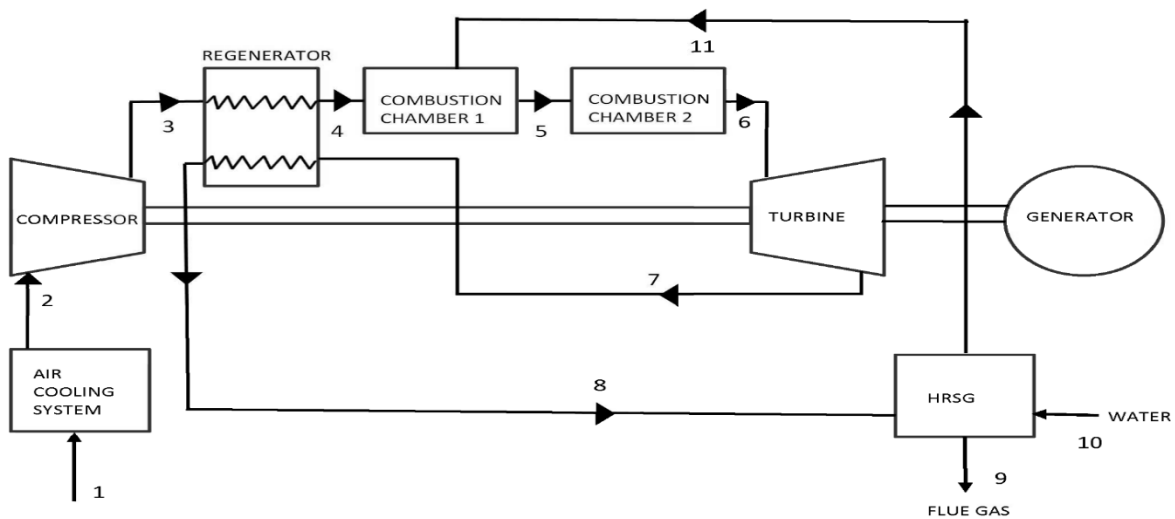 11
REGENERATOR
COMBUSTION
CHAMBER 1
COMBUSTION
CHAMBER 2
3
4
5
6
COMPRESSOR
TURBINE
GENERATOR
2
7
AIR
COOLING
SYSTEM
8
HRSG
WATER
10
1
9
FLUE GAS